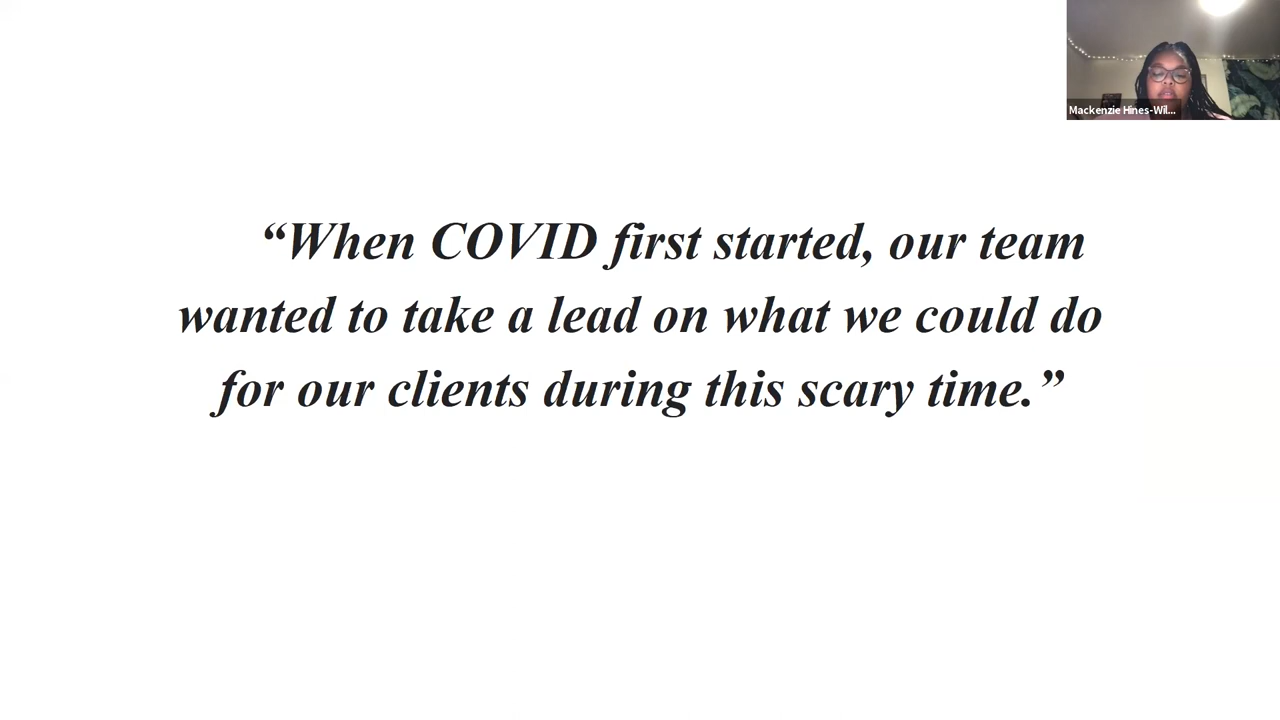 Mackenzie Hines-Wil...
“When COVID first started, our team
wanted to take a lead on what we could do
for our clients during this scary time.”